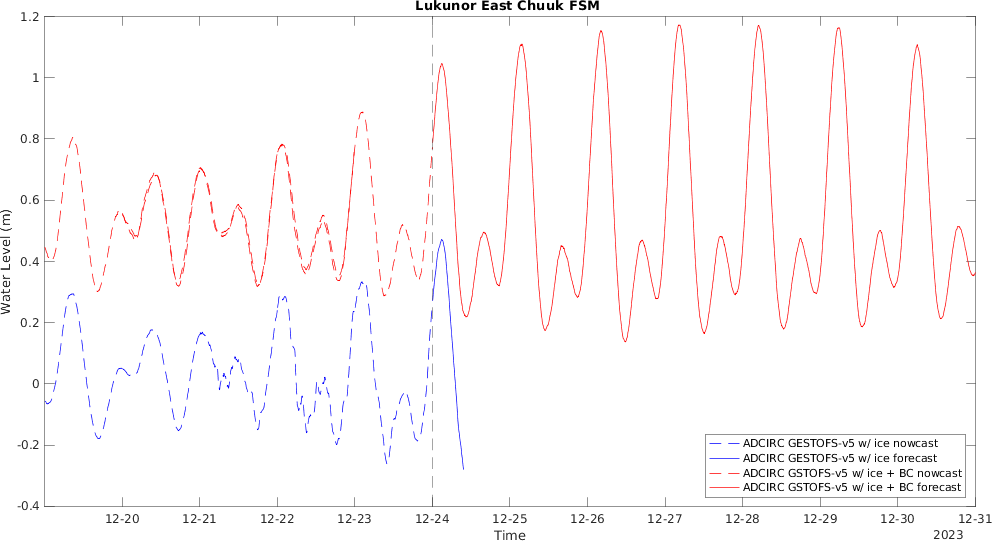 Lukunor East Chuuk FSM
1.2
1
0.8
0.6
0.4
0.2
0
-0.2
-0.4
Water Level (m)
12-20 12-21 12-22 12-23 12-24 12-25 12-26 12-27 12-28 12-29 12-30 12-31
Time
2023
ADCIRC GESTOFS-v5 w/ ice nowcast
ADCIRC GESTOFS-v5 w/ ice forecast
ADCIRC GSTOFS-v5 w/ ice + BC nowcast
ADCIRC GSTOFS-v5 w/ ice + BC forecast